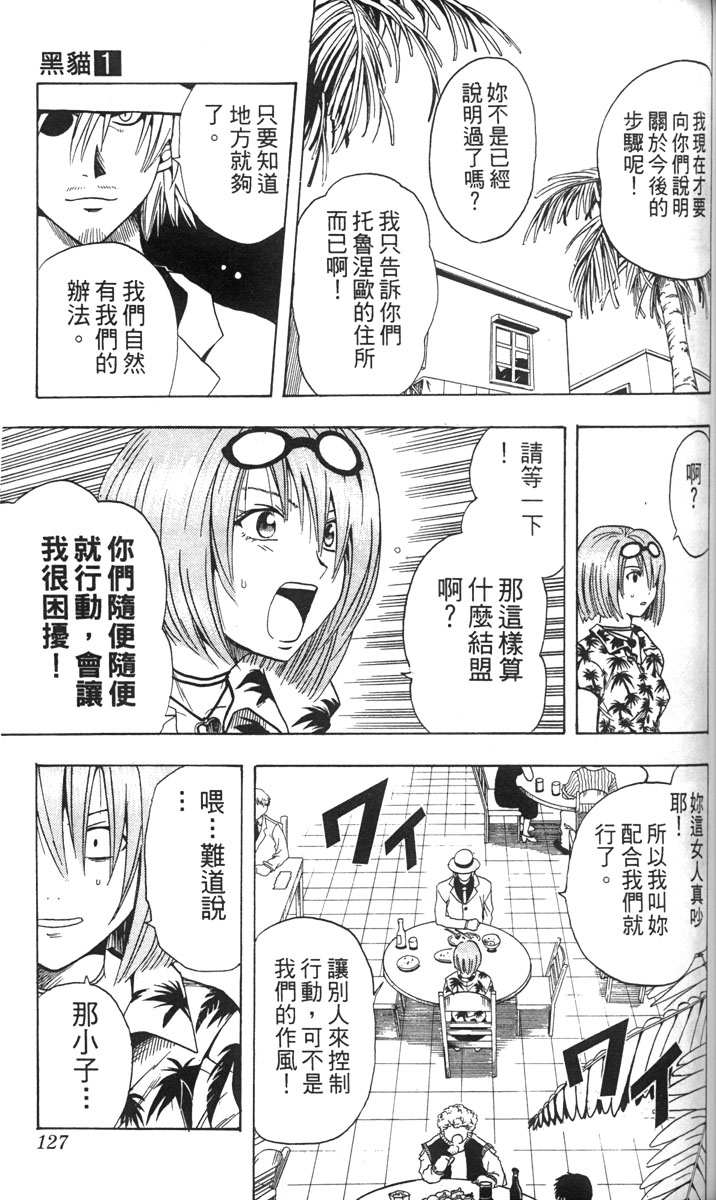 黑貓1
我現在才要
向你們說明
關於今後的
步驟呢！
妳不是已經
說明過了嗎？
我只告訴你們
托魯涅歐的住所
而已啊！
只要知道
地方就夠
了。
我們自然
有我們的
辦法。
啊？
請等一下
！
那這樣算
什麼結盟
啊？
你們隨便隨便
就行動，會讓
我很困擾！
妳這女人真吵
耶！
所以我叫妳
配合我們就
行了。
ワイ
讓別人來控制
行動，可不是
我們的作風！
ワイ
喂…難道說
…
那小子…
127